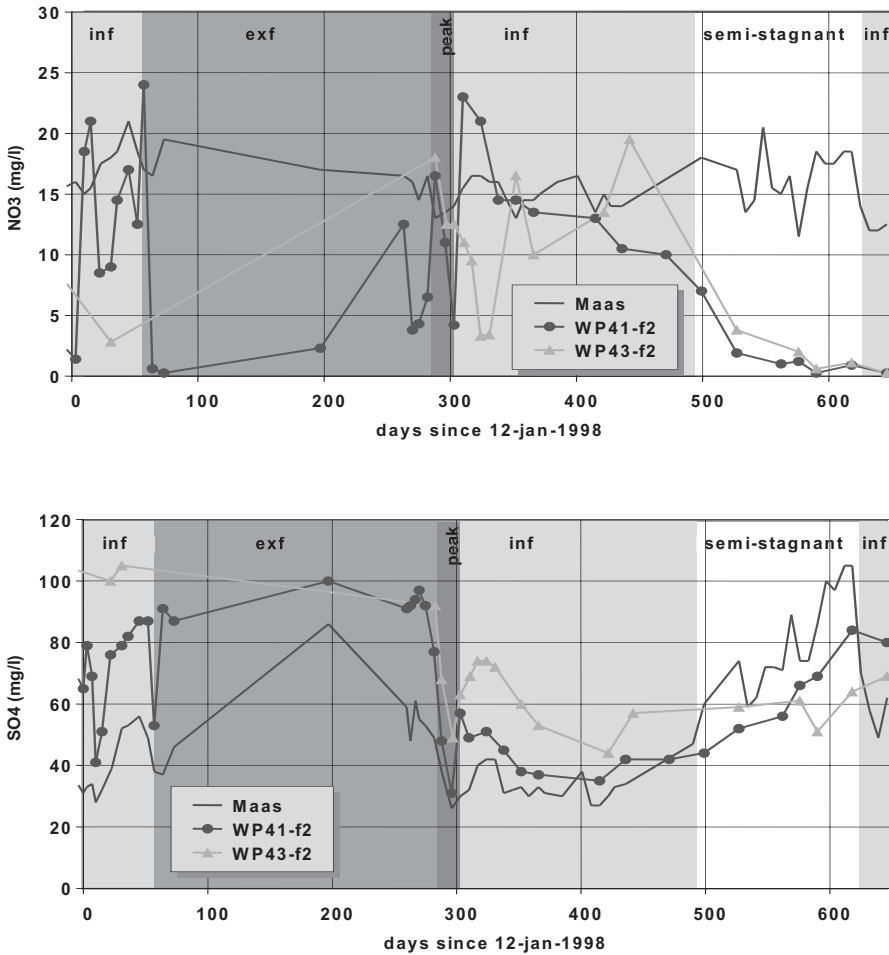 30
inf exf peak inf semi-stagnant inf
25
20
15
10
5
0
NO3 (mg/l)
Maas
WP41-f2
WP43-f2
0 100 200 300 400 500 600
days since 12-jan-1998
120
inf exf peak inf semi-stagnant inf
100
80
60
40
20
0
SO4 (mg/l)
Maas
WP41-f2
WP43-f2
0 100 200 300 400 500 600
days since 12-jan-1998